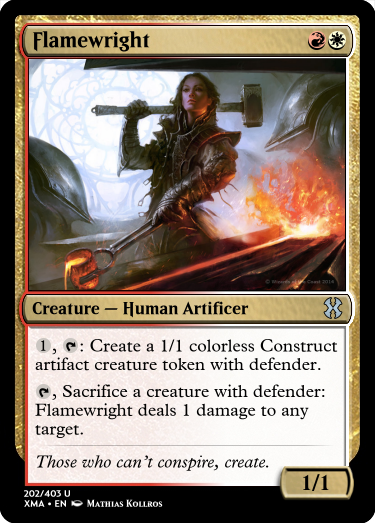 Flamewright
Creature — Human Artificer
1, : Create a 1/1 colorless Construct
artifact creature token with defender.
, Sacrifice a creature with defender:
Flamewright deals 1 damage to any
target.
Those who can't conspire, create.
1/1
202/403 U
XMA • EN Mathias Kollros